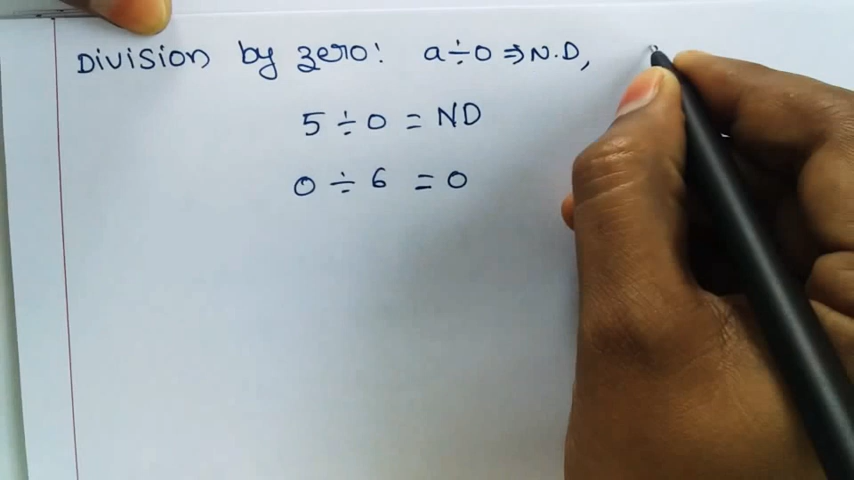 Division by zero: a÷0 ⇒ N.D,
5 ÷ 0 = ND
0 ÷ 6 = 0